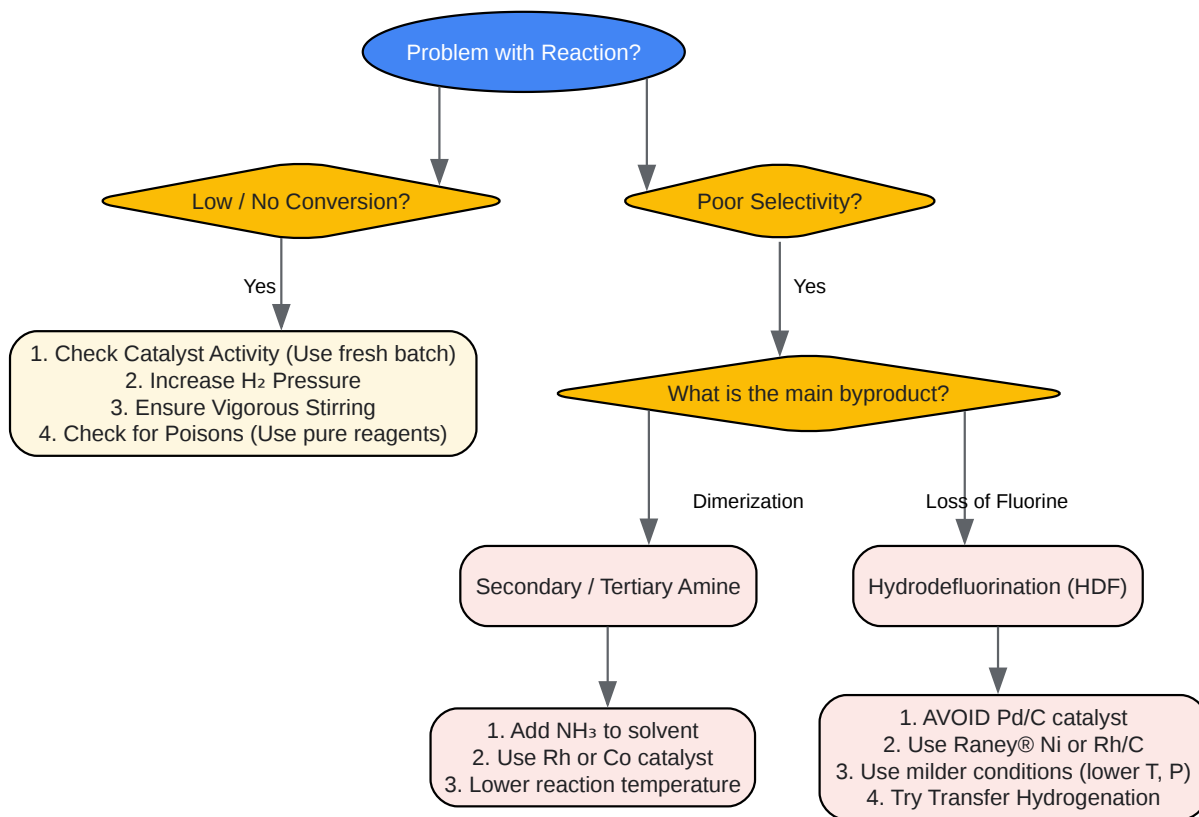 Problem with Reaction?
Low / No Conversion?
Poor Selectivity?
Yes
Yes
1. Check Catalyst Activity (Use fresh batch)
2. Increase H₂ Pressure
3. Ensure Vigorous Stirring
4. Check for Poisons (Use pure reagents)
What is the main byproduct?
Dimerization
Loss of Fluorine
Secondary / Tertiary Amine
Hydrodefluorination (HDF)
1. Add NH₃ to solvent
2. Use Rh or Co catalyst
3. Lower reaction temperature
1. AVOID Pd/C catalyst
2. Use Raney® Ni or Rh/C
3. Use milder conditions (lower T, P)
4. Try Transfer Hydrogenation